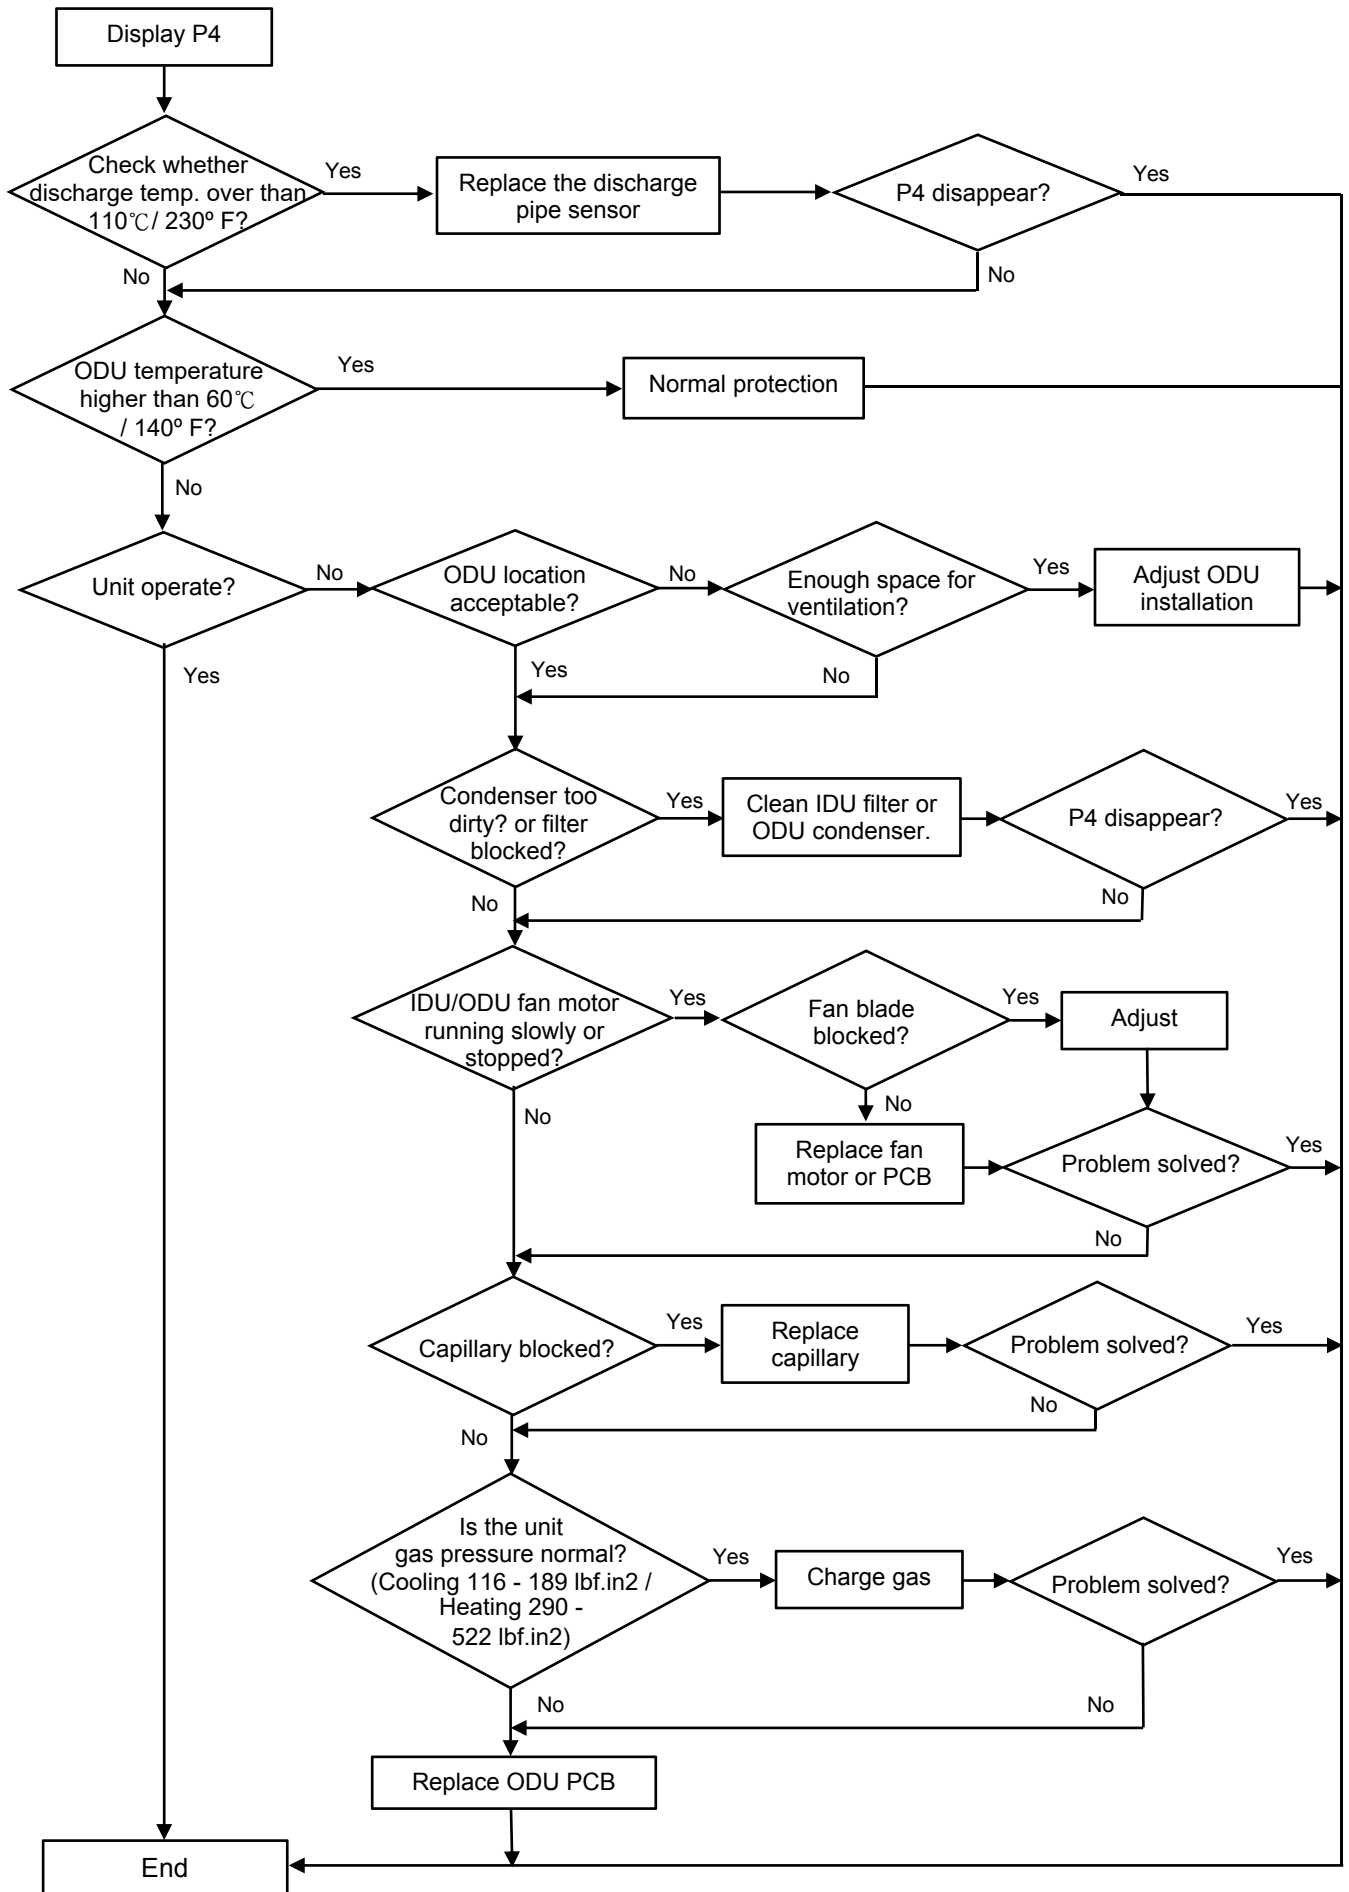 Display P4
Check whether
discharge temp. over than
110℃/ 230º F?
Yes
Replace the discharge
pipe sensor
P4 disappear?
Yes
No
No
ODU temperature
higher than 60℃
/ 140º F?
Yes
Normal protection
No
Unit operate?
No
ODU location
acceptable?
No
Enough space for
ventilation?
Yes
Adjust ODU
installation
Yes
Yes
No
Condenser too
dirty? or filter
blocked?
Yes
Clean IDU filter or
ODU condenser.
P4 disappear?
Yes
No
No
IDU/ODU fan motor
running slowly or
stopped?
Yes
Fan blade
blocked?
Yes
Adjust
No
No
Replace fan
motor or PCB
Problem solved?
Yes
No
Capillary blocked?
Yes
Replace
capillary
Problem solved?
Yes
No
No
Is the unit
gas pressure normal?
(Cooling 116 - 189 lbf.in2 /
Heating 290 -
522 lbf.in2)
Yes
Charge gas
Problem solved?
Yes
No
No
Replace ODU PCB
End